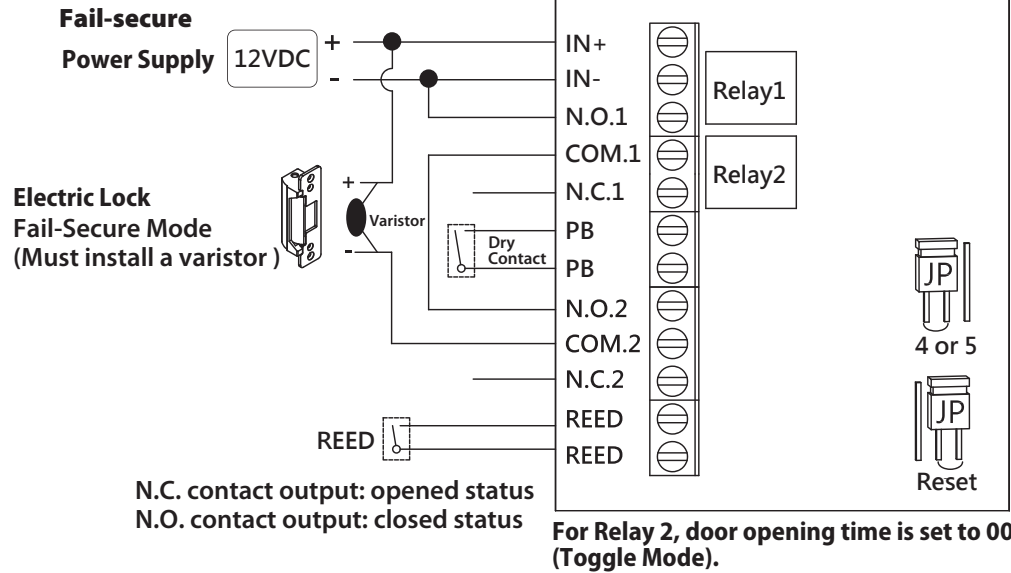 Fail-secure
Power Supply 12VDC + -
IN+
IN-
N.O.1
COM.1
N.C.1
PB
PB
N.O.2
COM.2
N.C.2
REED
REED
Relay1
Relay2
Electric Lock
Fail-Secure Mode
(Must install a varistor )
+
Varistor
-
Dry
Contact
REED
JP
4 or 5
JP
Reset
N.C. contact output: opened status
N.O. contact output: closed status
For Relay 2, door opening time is set to 00
(Toggle Mode).